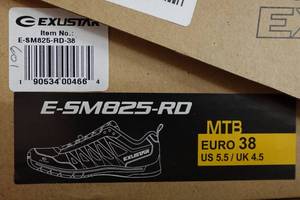 EXUSTAR
Item No.:
E-SM825-RD-38
1 90534 00466 4
E-SM825-RD
MTB
EURO 38
US 5.5 / UK 4.5
EXUSTAR